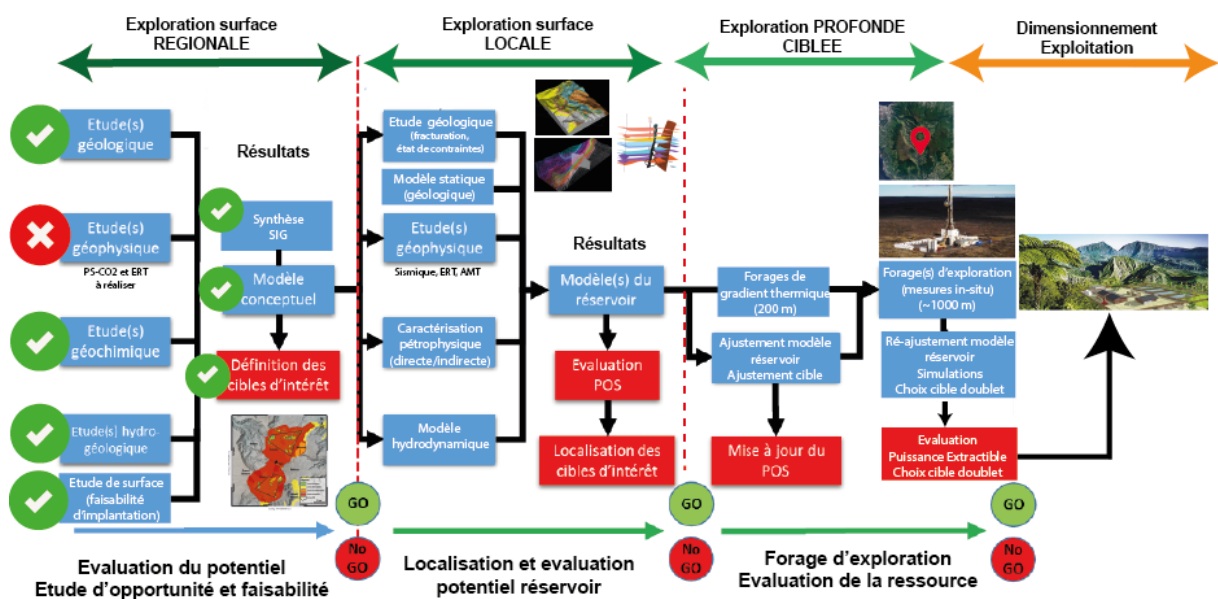 Exploration surface
REGIONALE
Exploration surface
LOCALE
Exploration PROFONDE
CIBLEE
Dimensionnement
Exploitation
Etude(s)
géologique
Etude(s)
géophysique
PS-CO2 et ERT
à réaliser
Etude(s)
géochimique
Etude(s) hydro-
géologique
Etude de surface
(faisabilité
d'implantation)
Résultats
Synthèse
SIG
Modèle
conceptuel
Définition des
cibles d'intérêt
Etude géologique
(fracturation,
état de contraintes)
Modèle statique
(géologique)
Etude(s)
géophysique
Sismique, ERT, AMT
Caractérisation
pétrophysique
(directe/indirecte)
Modèle
hydrodynamique
Résultats
Modèle(s) du
réservoir
Evaluation
POS
Localisation des
cibles d'intérêt
Forages de
gradient thermique
(200 m)
Ajustement modèle
réservoir
Ajustement cible
Mise à jour du
POS
Forage(s) d'exploration
(mesures in-situ)
(~1000 m)
Ré-ajustement modèle
réservoir
Simulations
Choix cible doublet
Evaluation
Puissance Extractible
Choix cible doublet
GO
No
GO
GO
No
GO
GO
No
GO
Evaluation du potentiel
Etude d'opportunité et faisabilité
Localisation et evaluation
potentiel réservoir
Forage d'exploration
Evaluation de la ressource